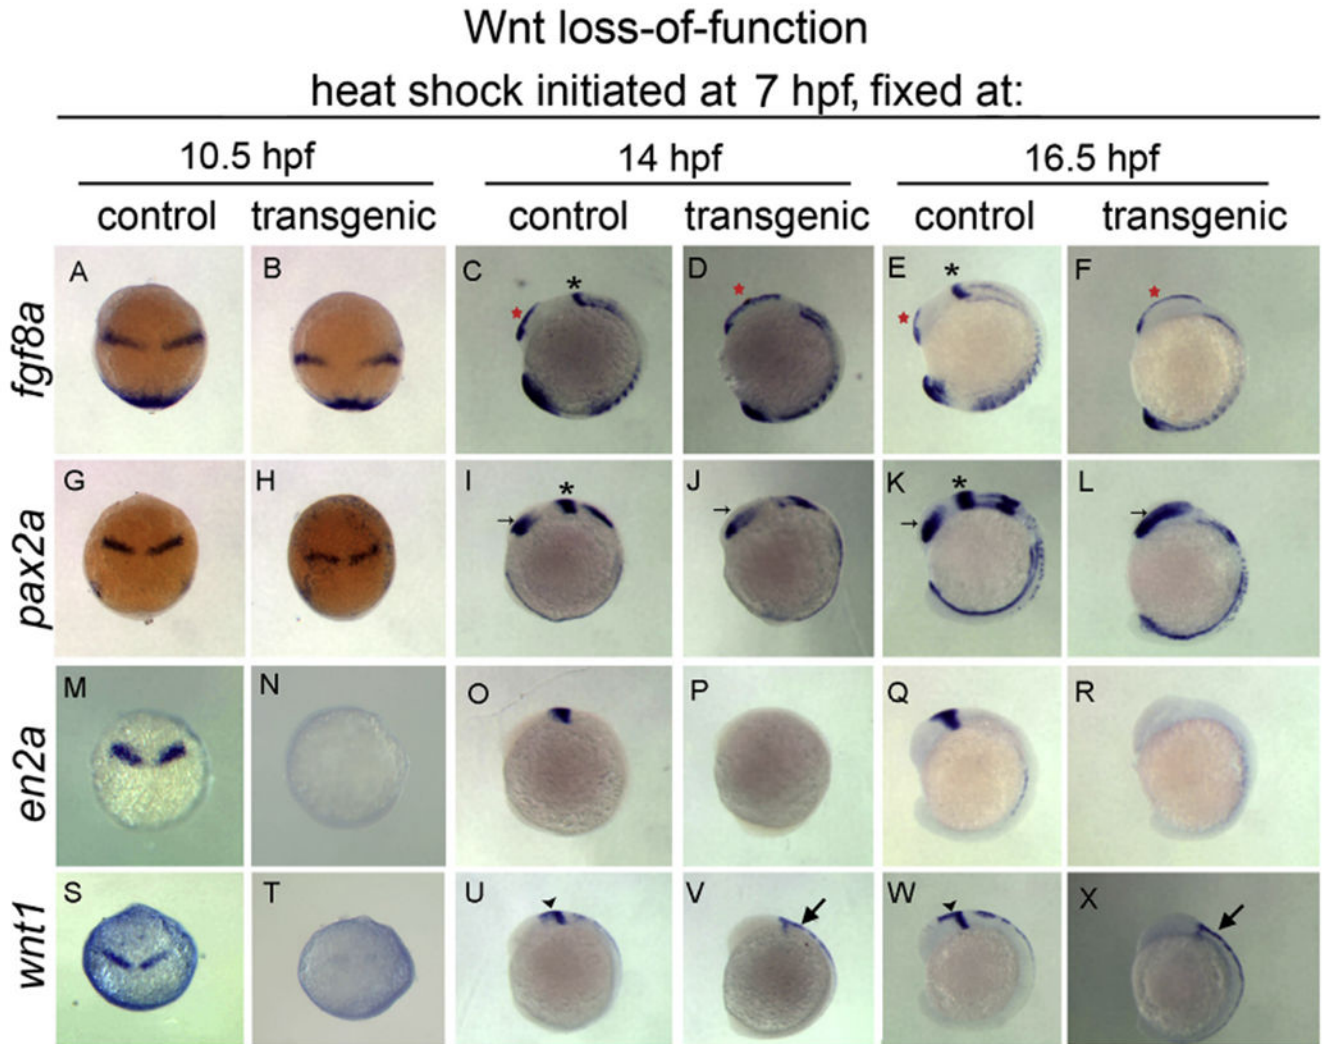 Wnt loss-of-function
heat shock initiated at 7 hpf, fixed at:
10.5 hpf 14 hpf 16.5 hpf
control transgenic control transgenic control transgenic
fgf8a
A B C * D E * F
pax2a
G H I * J K * L
en2a
M N O P Q R
wnt1
S T U V W X